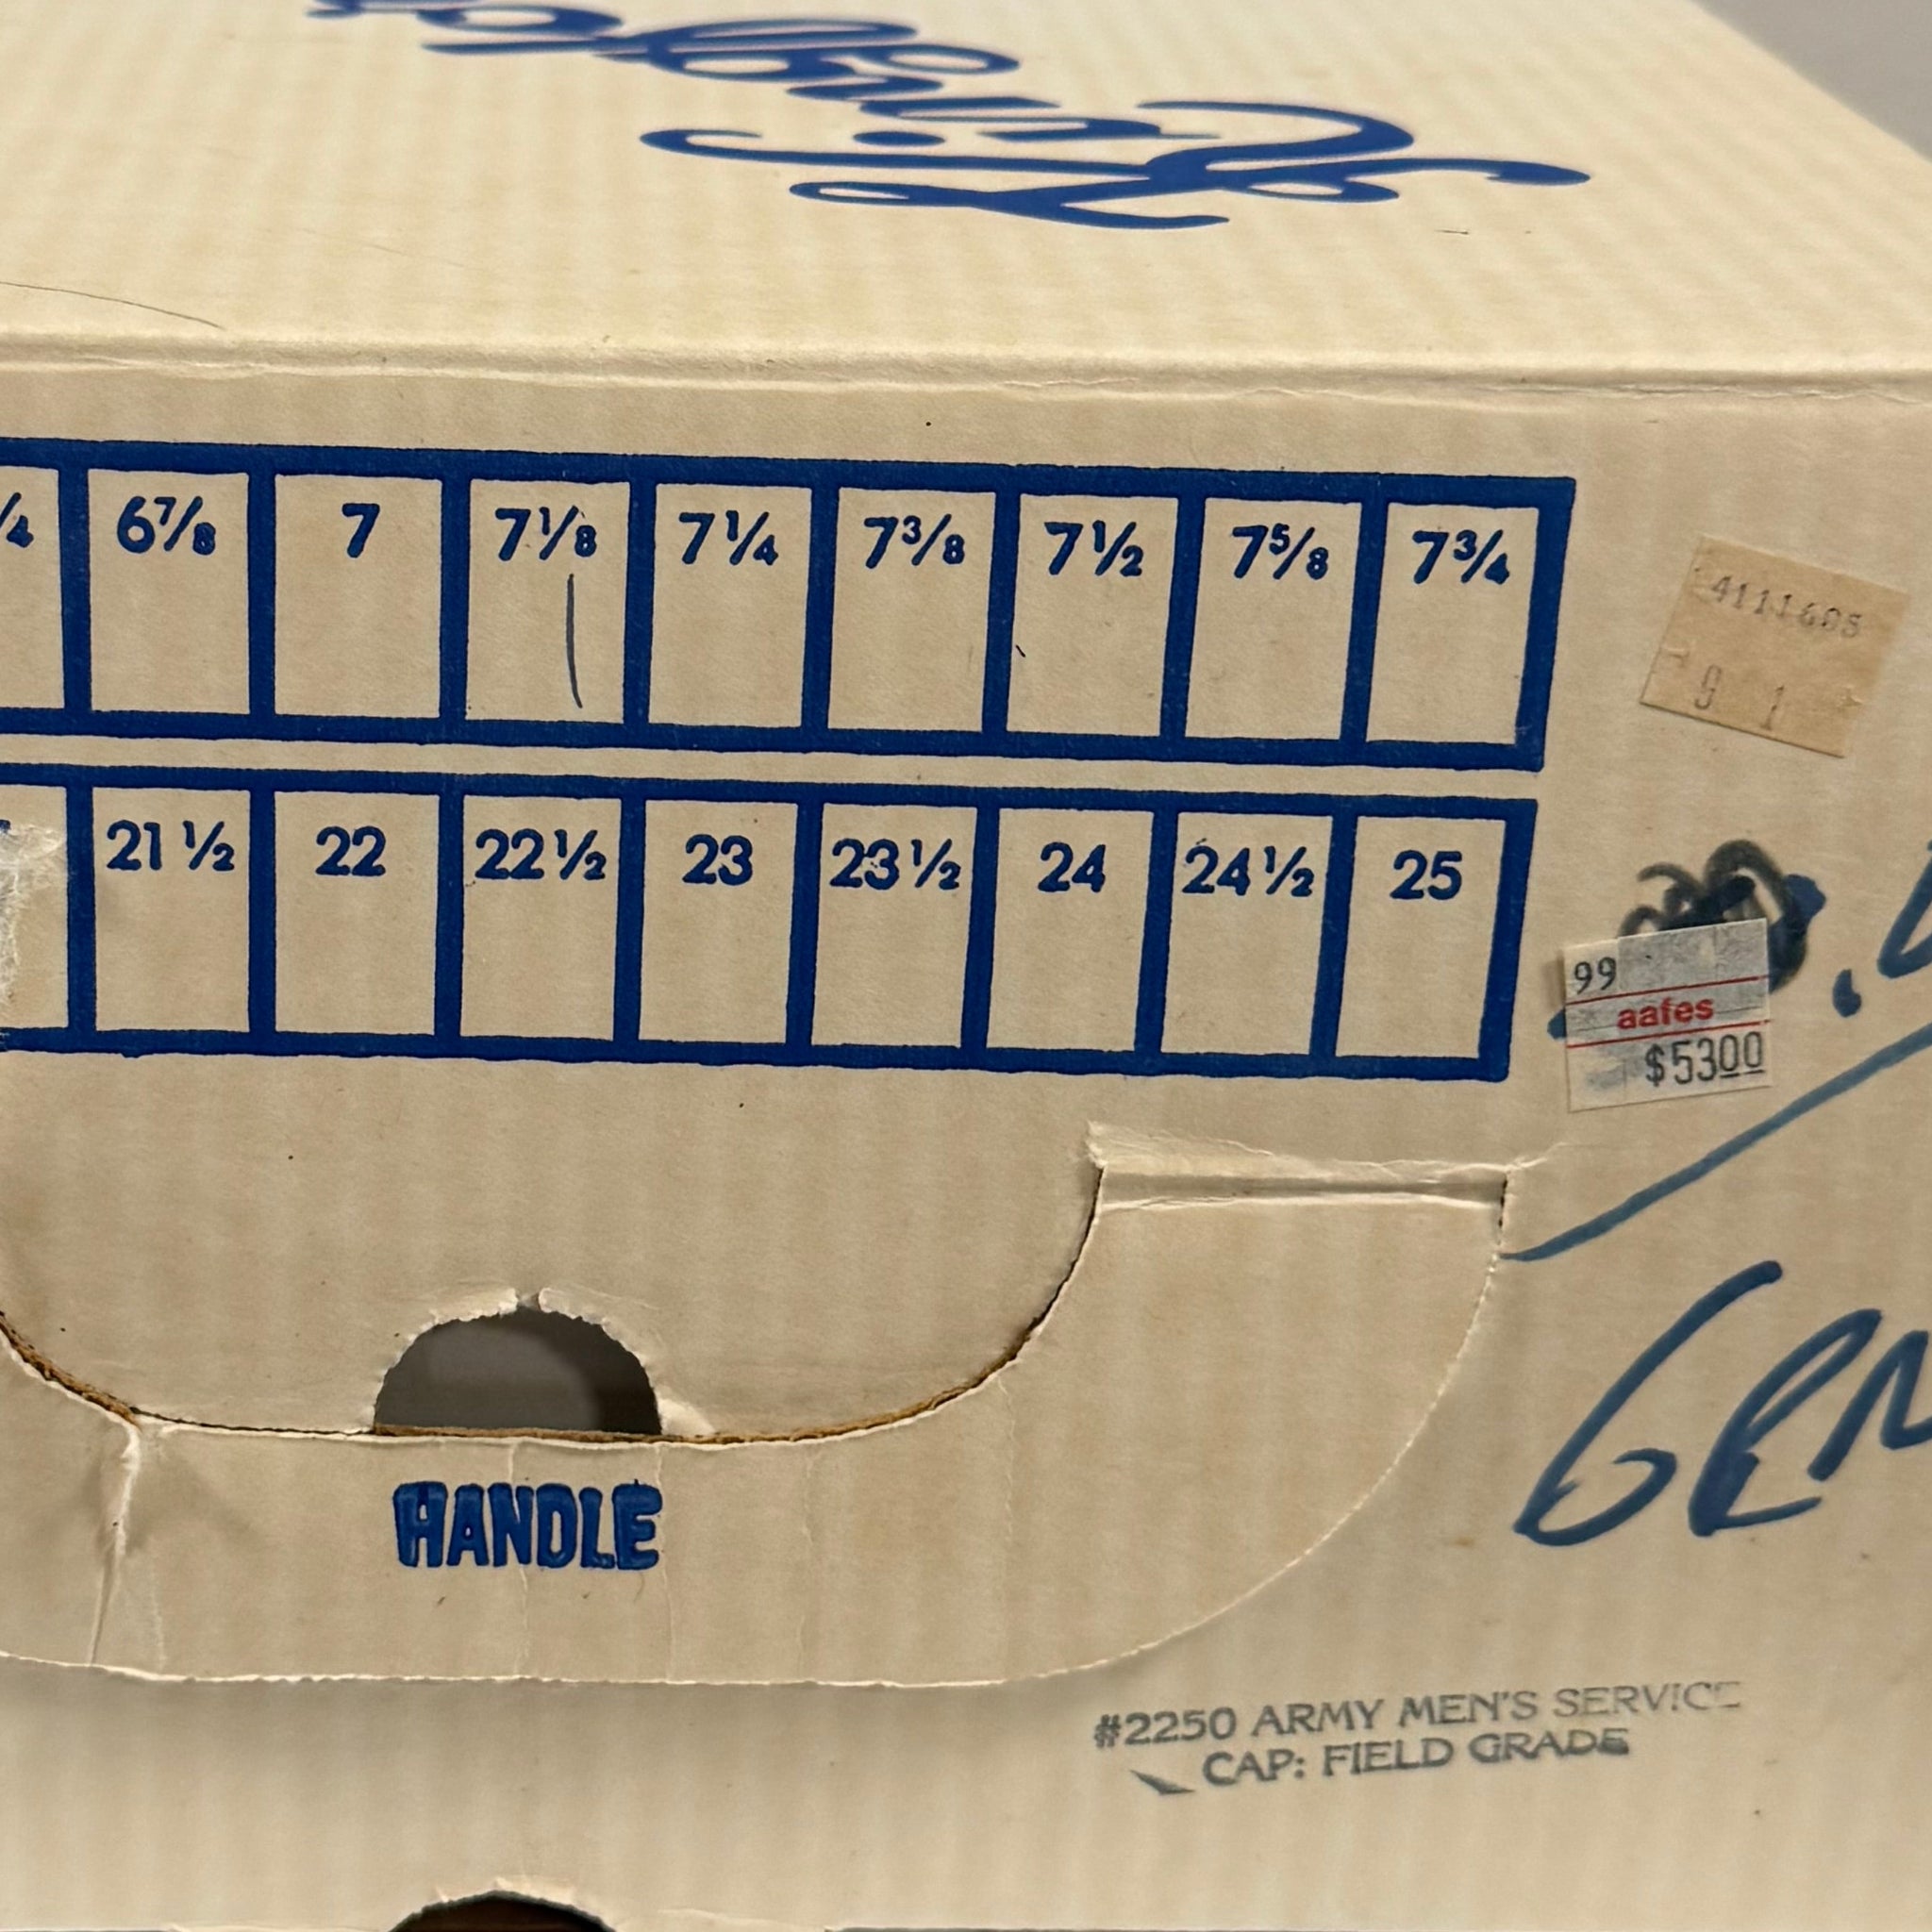 6⅞ 7 7⅛ 7¼ 7⅜ 7½ 7⅝ 7¾
4111605
9 1
21½ 22 22½ 23 23½ 24 24½ 25
99
aafes
$5300
HANDLE
#2250 ARMY MEN'S SERVICE
CAP: FIELD GRADE